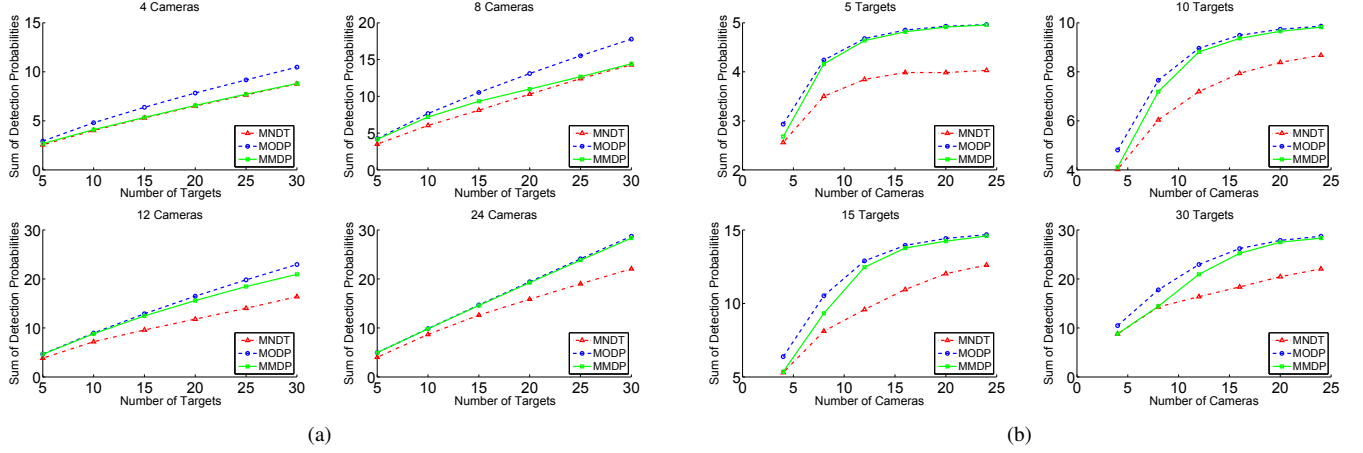 4 Cameras
Sum of Detection Probabilities
15
10
5
0
5 10 15 20 25 30
Number of Targets
MNDT
MODP
MMDP
8 Cameras
Sum of Detection Probabilities
20
15
10
5
0
5 10 15 20 25 30
Number of Targets
MNDT
MODP
MMDP
12 Cameras
Sum of Detection Probabilities
30
20
10
0
5 10 15 20 25 30
Number of Targets
MNDT
MODP
MMDP
24 Cameras
Sum of Detection Probabilities
30
20
10
0
5 10 15 20 25 30
Number of Targets
MNDT
MODP
MMDP
(a)
5 Targets
Sum of Detection Probabilities
5
4
3
2
0 5 10 15 20 25
Number of Cameras
MNDT
MODP
MMDP
10 Targets
Sum of Detection Probabilities
10
8
6
4
0 5 10 15 20 25
Number of Cameras
MNDT
MODP
MMDP
15 Targets
Sum of Detection Probabilities
15
10
5
0 5 10 15 20 25
Number of Cameras
MNDT
MODP
MMDP
30 Targets
Sum of Detection Probabilities
30
20
10
0
0 5 10 15 20 25
Number of Cameras
MNDT
MODP
MMDP
(b)